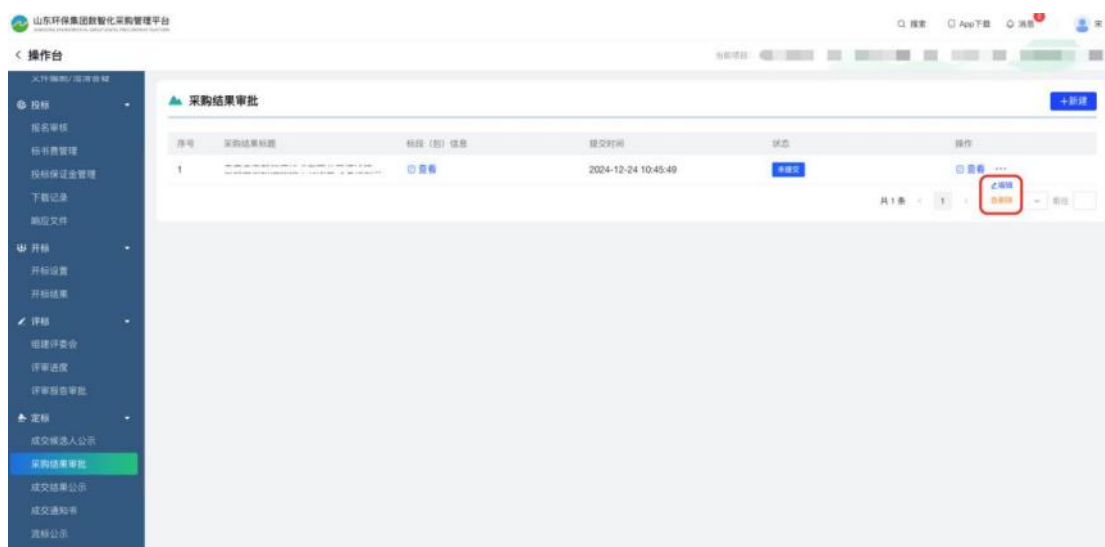 山东环保集团数智化采购管理平台
搜索 App下载 消息 宋
操作台
当前项目
采购结果审批
+新建
序号 采购结果标题 标段（包）信息 提交时间 状态 操作
1 查看 2024-12-24 10:45:49 未提交 查看 ...
编辑
删除
共 1 条 < 1 > 前往
投标
报名审核
标书费管理
投标保证金管理
下载记录
响应文件
开标
开标设置
开标结果
评标
组建评委会
评审进度
评审报告审批
定标
成交候选人公示
采购结果审批
成交结果公示
成交通知书
流标公示